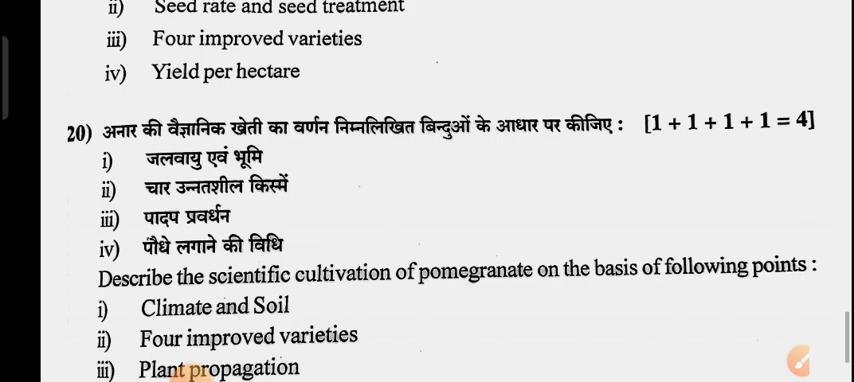 ii) Seed rate and seed treatment
iii) Four improved varieties
iv) Yield per hectare
20) अनार की वैज्ञानिक खेती का वर्णन निम्नलिखित बिन्दुओं के आधार पर कीजिए : [1 + 1 + 1 + 1 = 4]
i) जलवायु एवं भूमि
ii) चार उन्नतशील किस्में
iii) पादप प्रवर्धन
iv) पौधे लगाने की विधि
Describe the scientific cultivation of pomegranate on the basis of following points :
i) Climate and Soil
ii) Four improved varieties
iii) Plant propagation